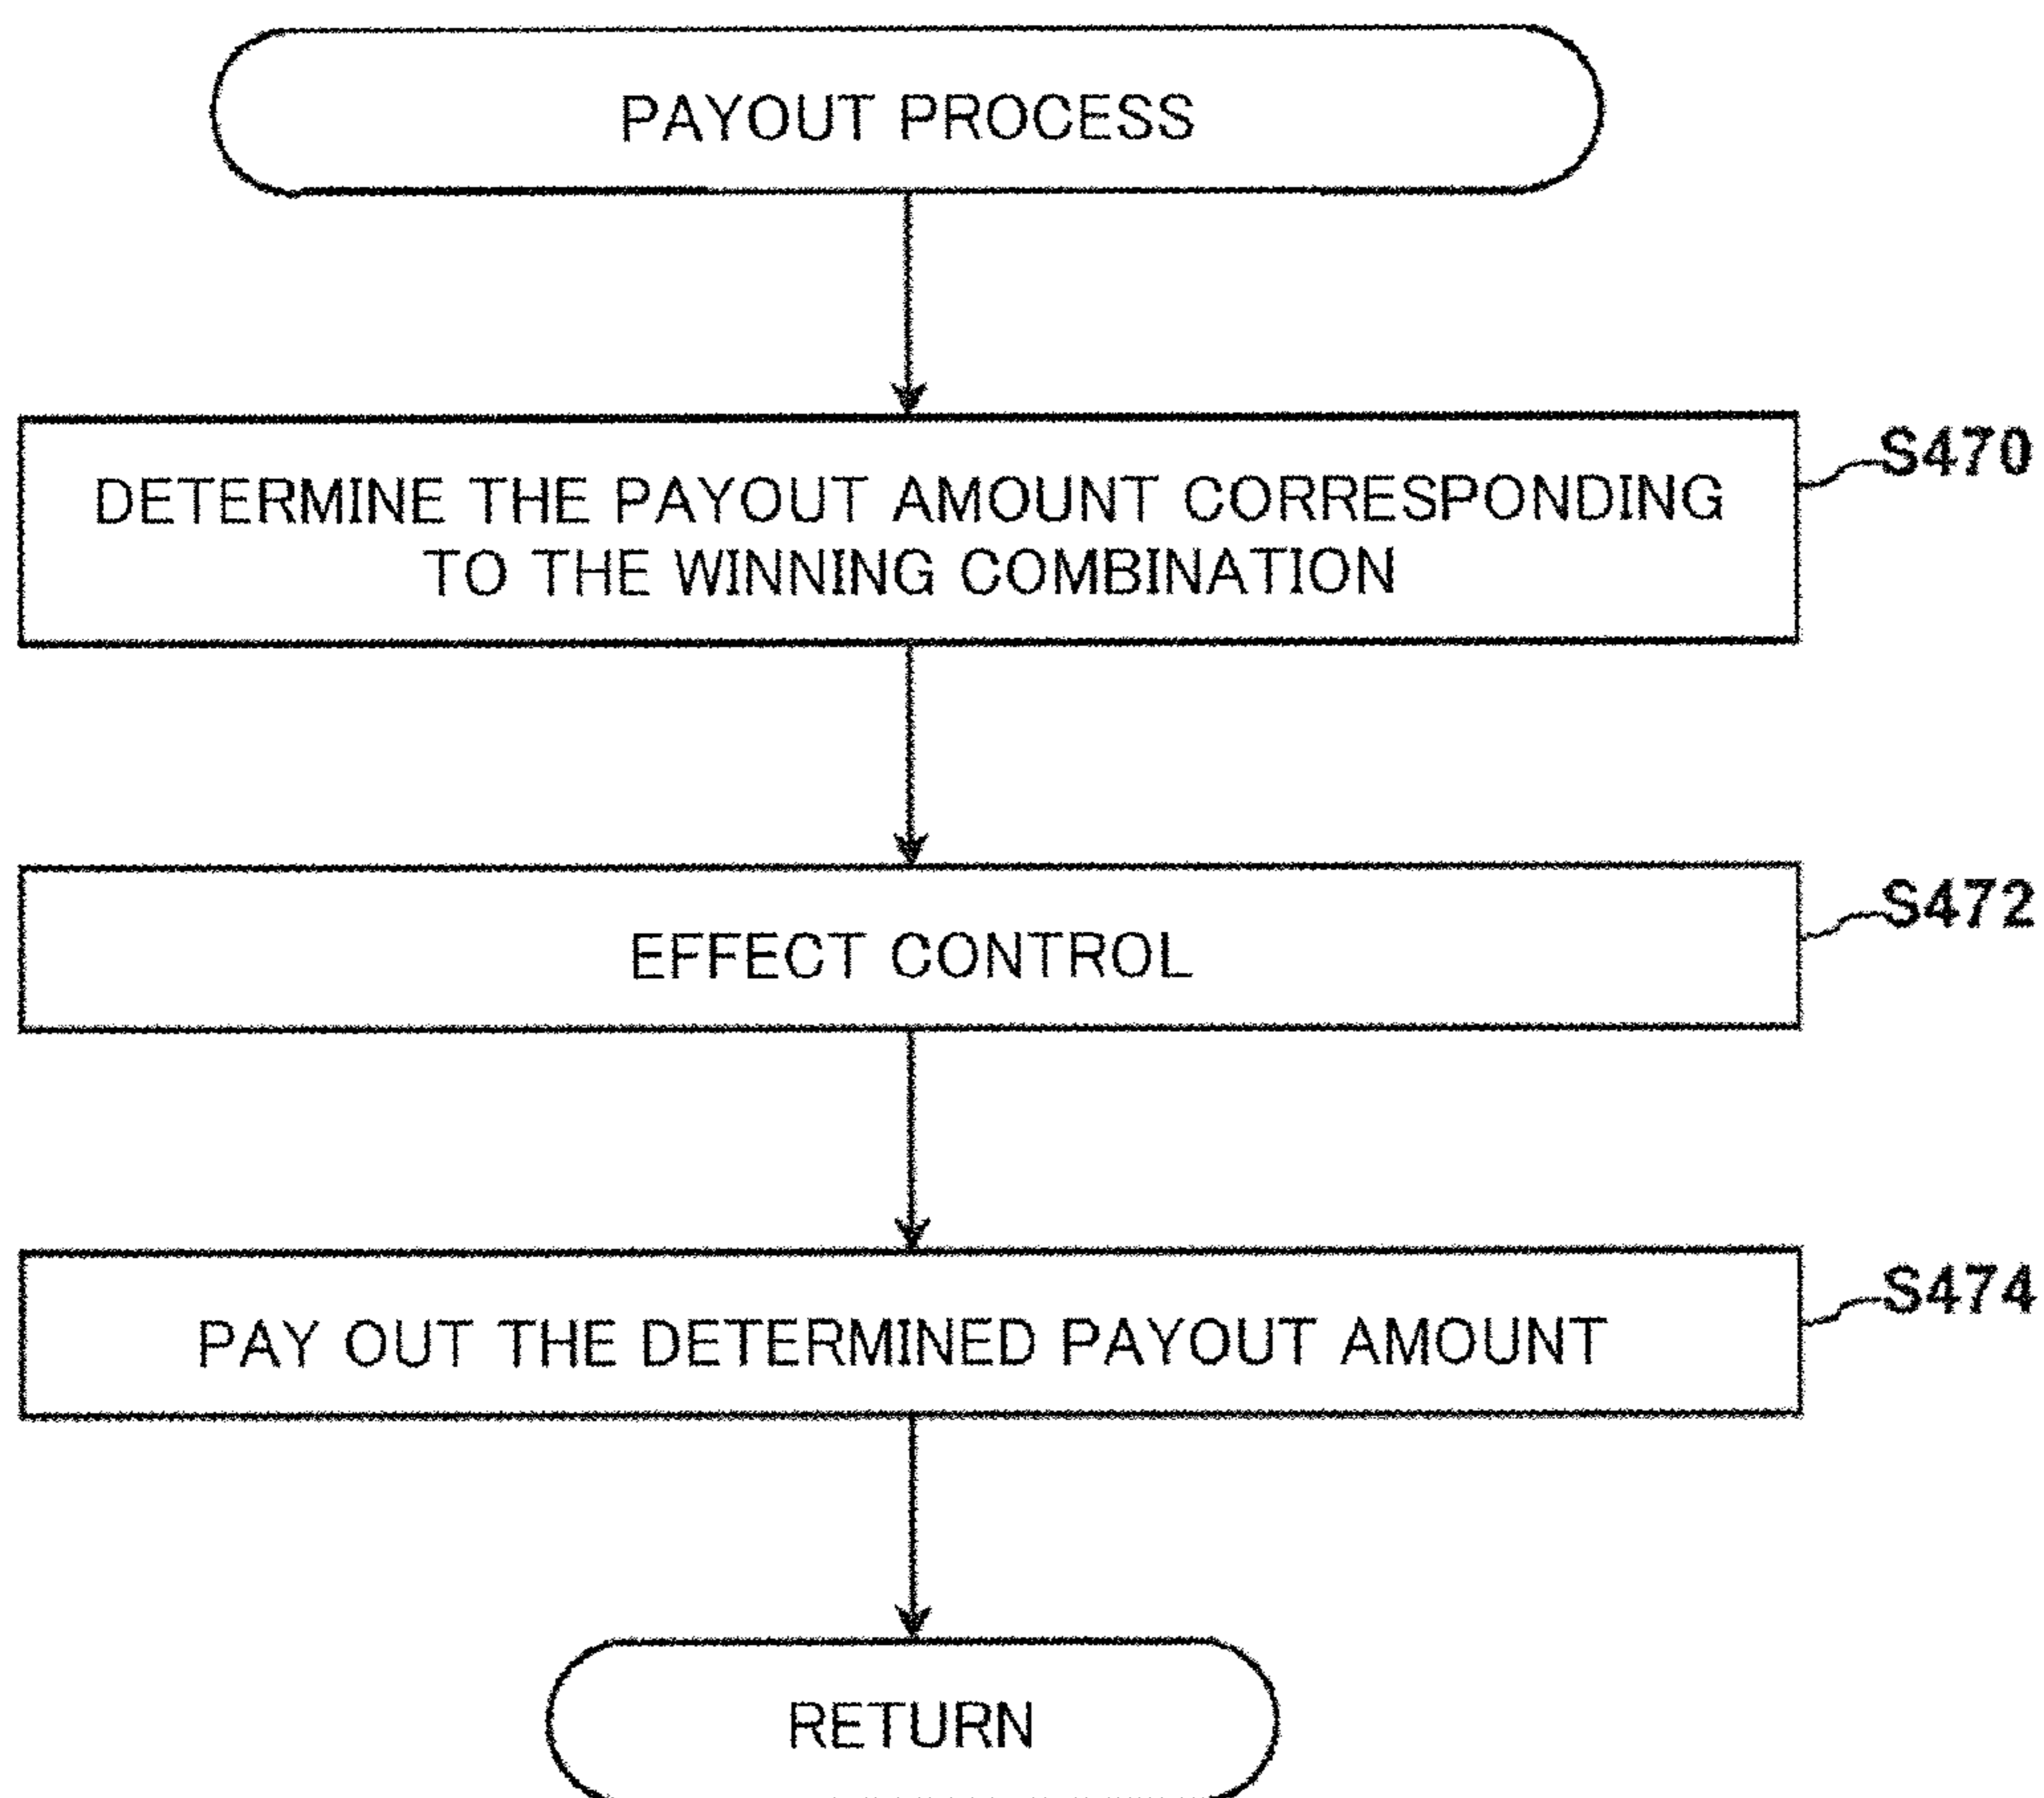 PAYOUT PROCESS
DETERMINE THE PAYOUT AMOUNT CORRESPONDING
TO THE WINNING COMBINATION
S470
EFFECT CONTROL
S472
PAY OUT THE DETERMINED PAYOUT AMOUNT
S474
RETURN